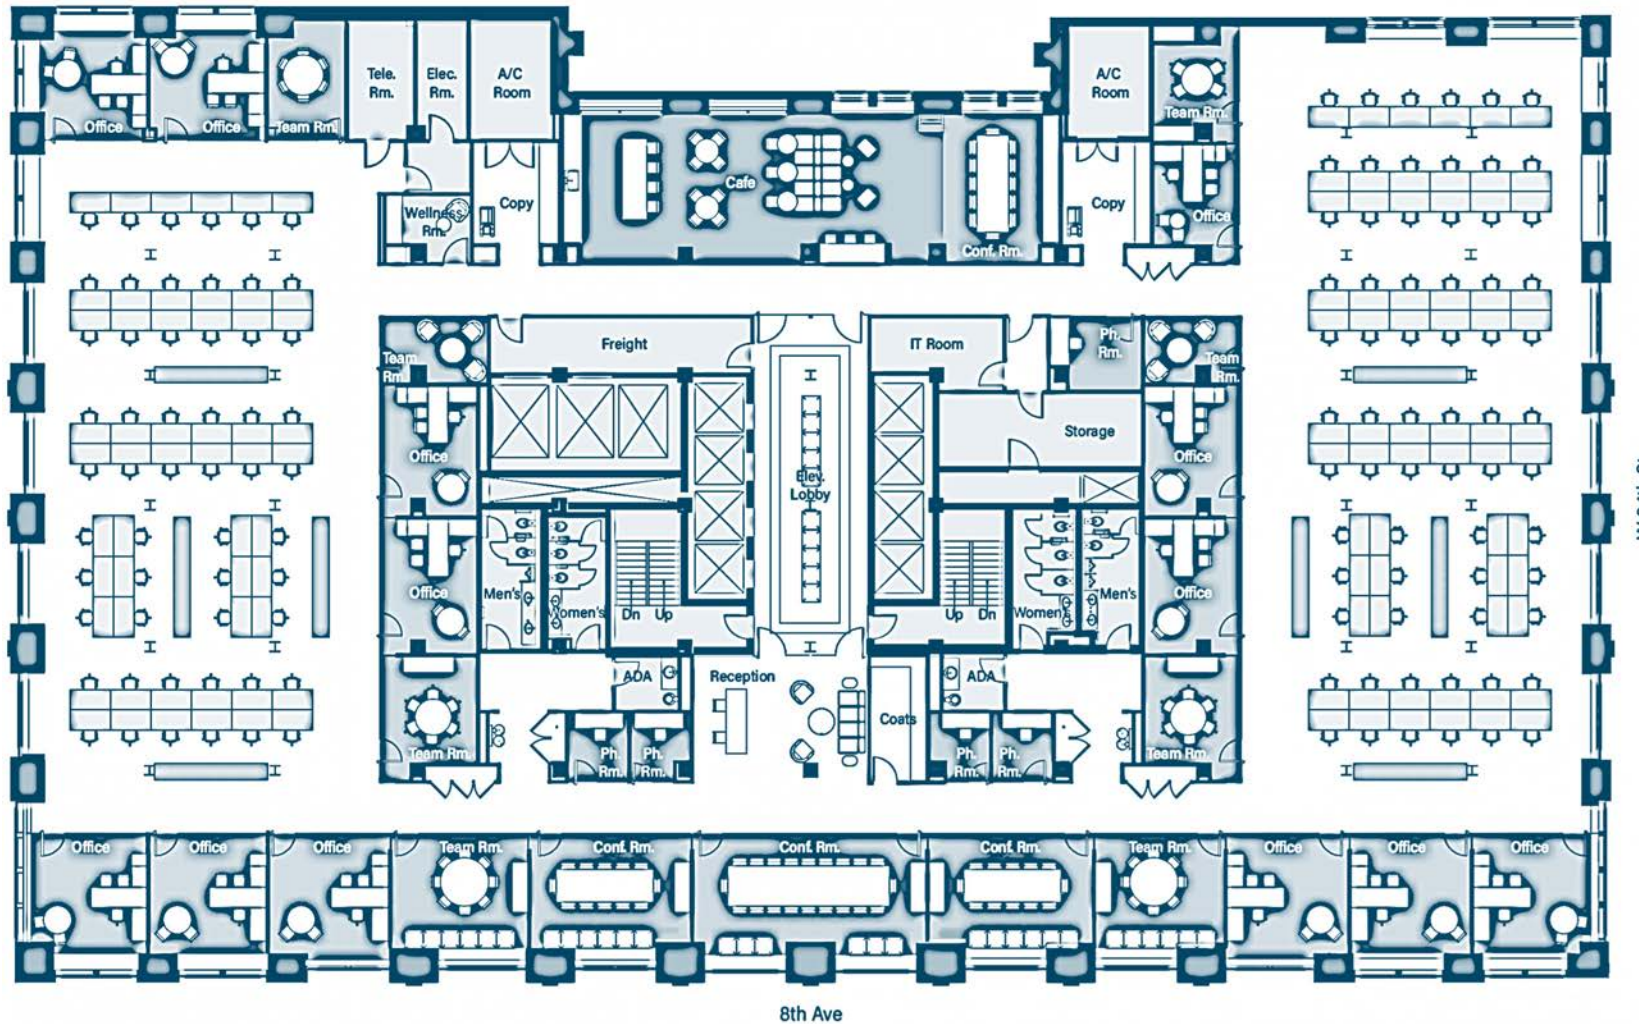 Tele.
Rm.
Elec.
Rm.
A/C
Room
A/C
Room
Office
Office
Team Rm.
Team Rm.
Cafe
Wellness
Rm.
Copy
Copy
Office
Conf. Rm.
Freight
IT Room
Ph.
Rm.
Team
Rm.
Team
Rm.
Storage
Office
Office
Elev.
Lobby
Office
Men's
Women's
Dn
Up
Up
Dn
Women's
Men's
Office
ADA
Reception
ADA
Coats
Team Rm.
Ph.
Rm.
Ph.
Rm.
Ph.
Rm.
Ph.
Rm.
Team Rm.
Office
Office
Office
Team Rm.
Conf. Rm.
Conf. Rm.
Conf. Rm.
Team Rm.
Office
Office
Office
8th Ave